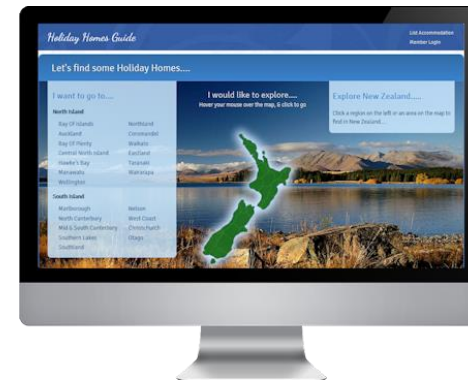 Holiday Homes Guide
List Accommodation
Member Login
Let's find some Holiday Homes....
I want to go to....
North Island
Bay Of Islands
Northland
Auckland
Coromandel
Bay Of Plenty
Waikato
Central North Island
Eastland
Hawke's Bay
Taranaki
Manawatu
Wairarapa
Wellington
South Island
Marlborough
Nelson
North Canterbury
West Coast
Mid & South Canterbury
Christchurch
Southern Lakes
Otago
Southland
I would like to explore....
Hover your mouse over the map, & click to go
Explore New Zealand.....
Click a region on the left or an area on the map to
find in New Zealand....